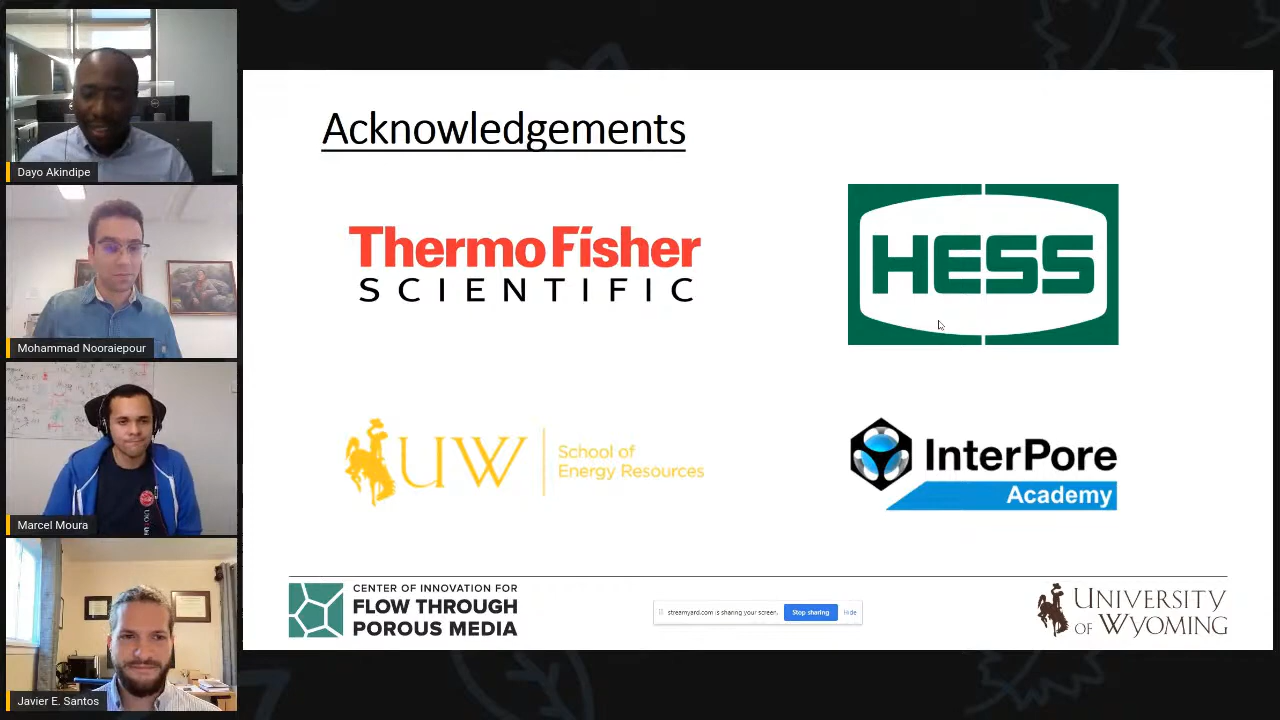 Dayo Akindipe
Mohammad Nooraiepour
Marcel Moura
Javier E. Santos
Acknowledgements
ThermoFisher
SCIENTIFIC
HESS
UW
School of
Energy Resources
InterPore
Academy
CENTER OF INNOVATION FOR
FLOW THROUGH
POROUS MEDIA
streamyard.com is sharing your screen.
Stop sharing
Hide
UNIVERSITY
OF WYOMING